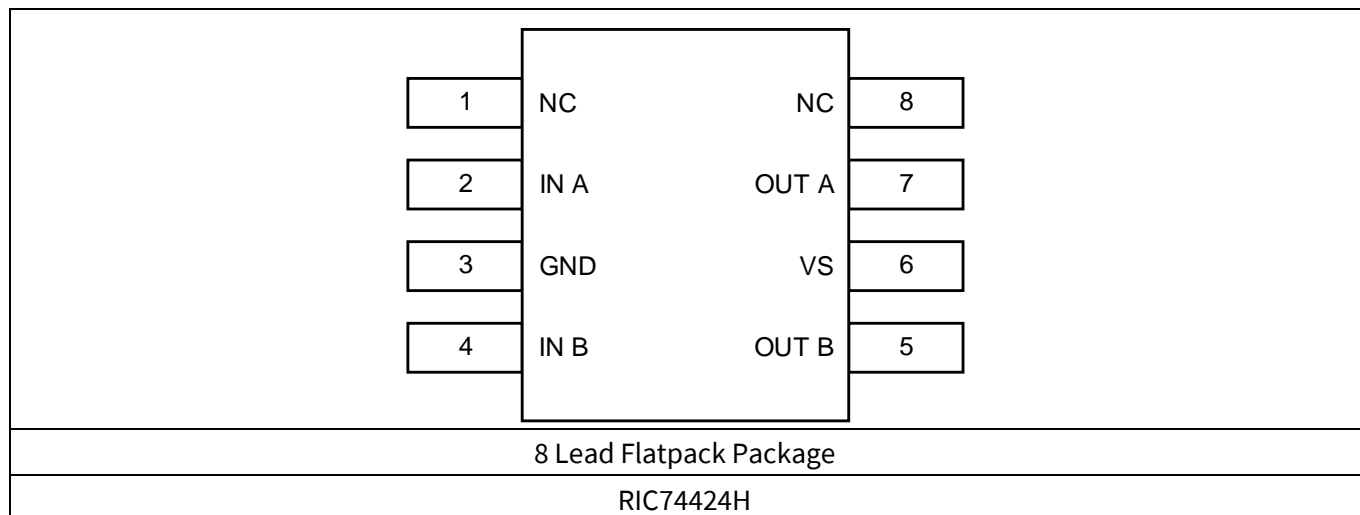 1 NC NC 8
2 IN A OUT A 7
3 GND VS 6
4 IN B OUT B 5
8 Lead Flatpack Package
RIC74424H